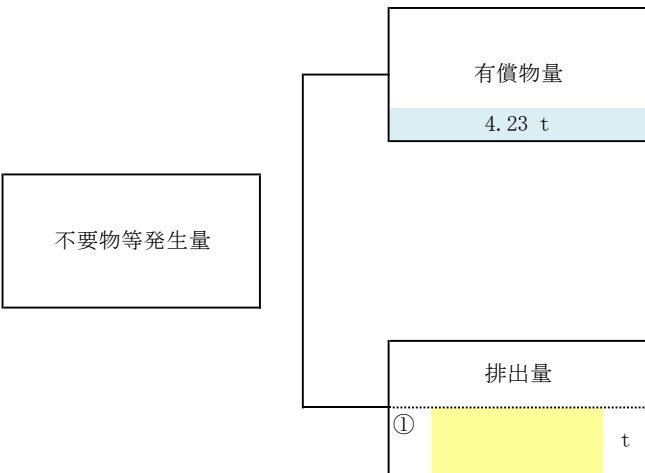 有償物量
4.23 t
不要物等発生量
排出量
①
t